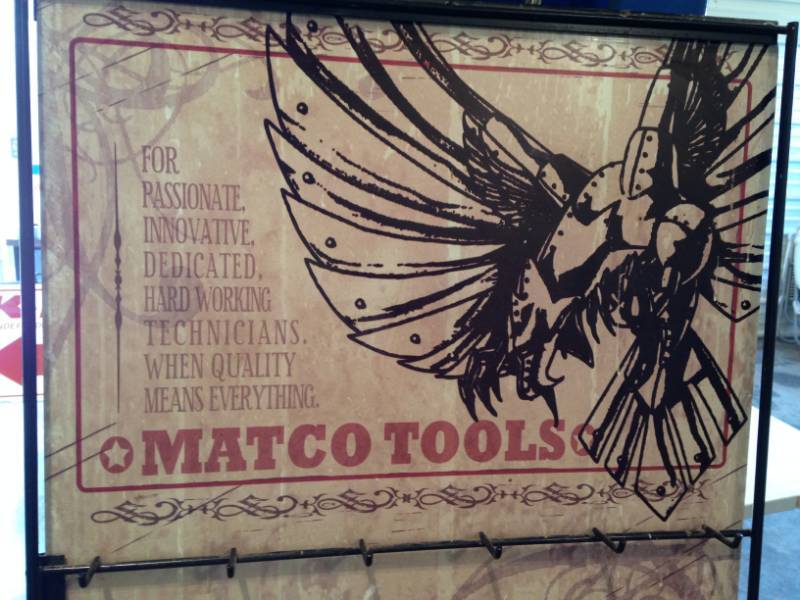 FOR
PASSIONATE,
INNOVATIVE,
DEDICATED,
HARD WORKING
TECHNICIANS.
WHEN QUALITY
MEANS EVERYTHING.
MATCO TOOLS